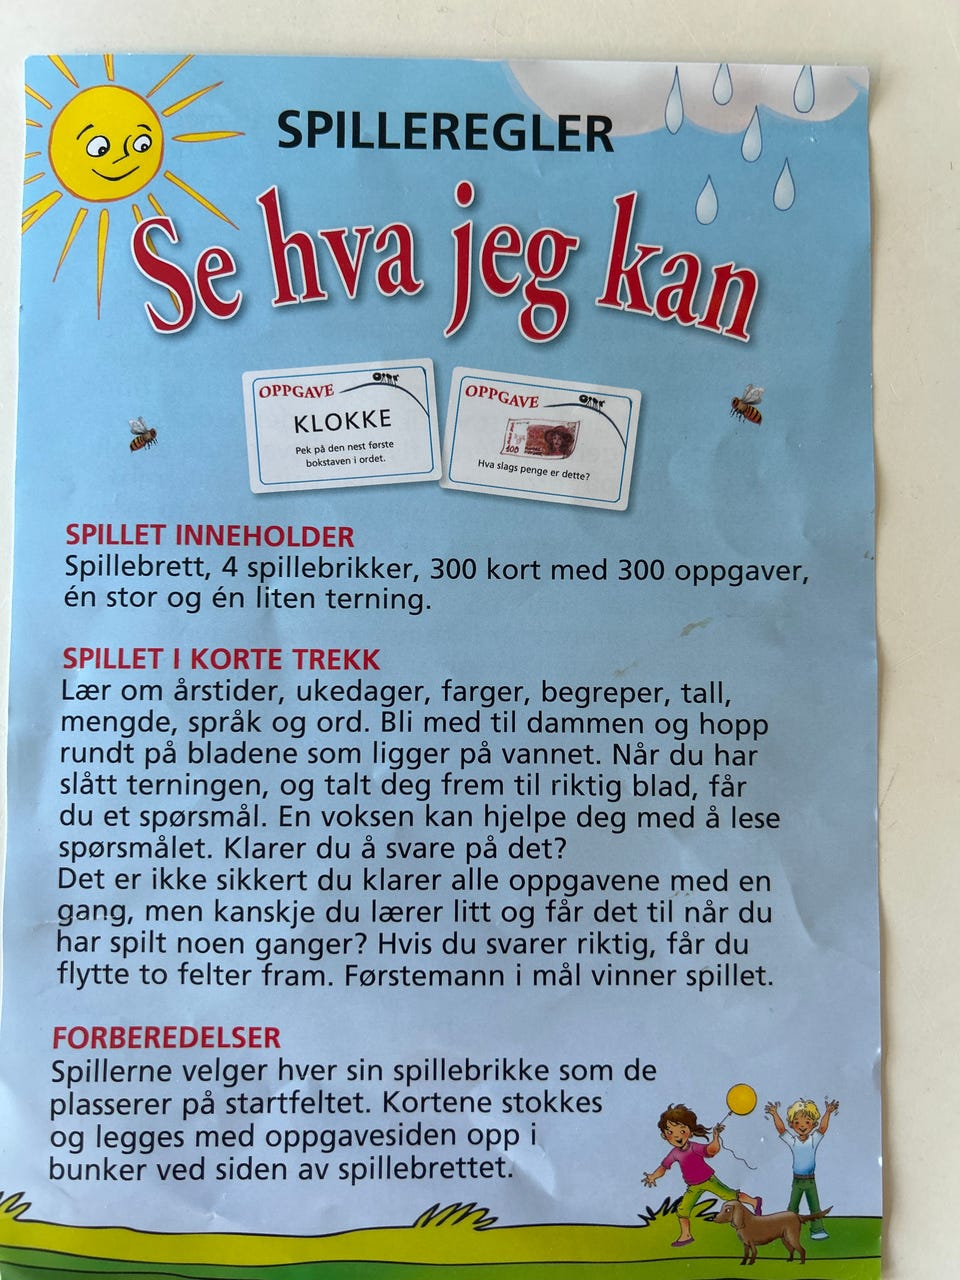 SPILLEREGLER
Se hva jeg kan
OPPGAVE
KLOKKE
Pek på den nest første
bokstaven i ordet.
OPPGAVE
100
Hva slags penge er dette?
SPILLET INNEHOLDER
Spillebrett, 4 spillebrikker, 300 kort med 300 oppgaver,
én stor og én liten terning.
SPILLET I KORTE TREKK
Lær om årstider, ukedager, farger, begreper, tall,
mengde, språk og ord. Bli med til dammen og hopp
rundt på bladene som ligger på vannet. Når du har
slått terningen, og talt deg frem til riktig blad, får
du et spørsmål. En voksen kan hjelpe deg med å lese
spørsmålet. Klarer du å svare på det?
Det er ikke sikkert du klarer alle oppgavene med en
gang, men kanskje du lærer litt og får det til når du
har spilt noen ganger? Hvis du svarer riktig, får du
flytte to felter fram. Førstemann i mål vinner spillet.
FORBEREDELSER
Spillerne velger hver sin spillebrikke som de
plasserer på startfeltet. Kortene stokkes
og legges med oppgavesiden opp i
bunker ved siden av spillebrettet.